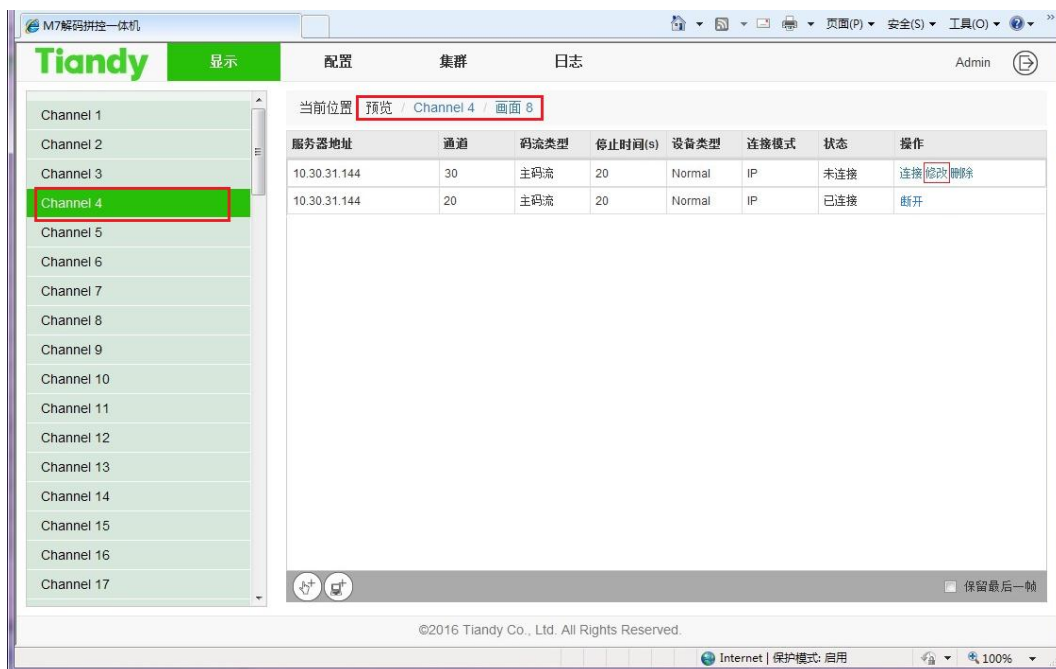 M7解码拼控一体机
页面(P) 安全(S) 工具(O)
Tiandy 显示 配置 集群 日志 Admin
Channel 1
Channel 2
Channel 3
Channel 4
Channel 5
Channel 6
Channel 7
Channel 8
Channel 9
Channel 10
Channel 11
Channel 12
Channel 13
Channel 14
Channel 15
Channel 16
Channel 17
当前位置 预览 / Channel 4 / 画面 8
服务器地址 通道 码流类型 停止时间(s) 设备类型 连接模式 状态 操作
10.30.31.144 30 主码流 20 Normal IP 未连接 连接 修改 删除
10.30.31.144 20 主码流 20 Normal IP 已连接 断开
保留最后一帧
©2016 Tiandy Co., Ltd. All Rights Reserved.
Internet | 保护模式: 启用 100%